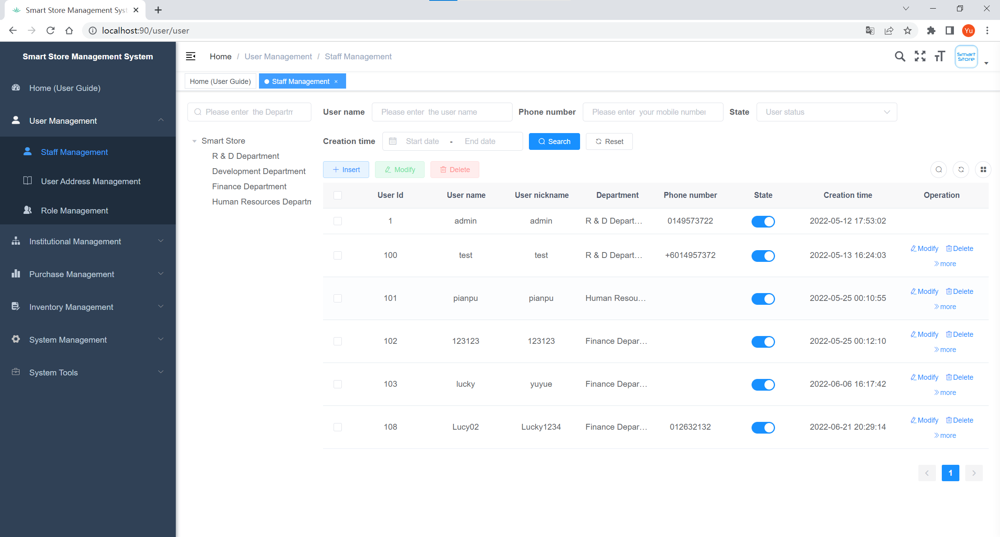 Smart Store Management Syst
localhost:90/user/user
Yu
Smart Store Management System
Home (User Guide)
User Management
Staff Management
User Address Management
Role Management
Institutional Management
Purchase Management
Inventory Management
System Management
System Tools
Home / User Management / Staff Management
Smart
Store
Home (User Guide)
Staff Management ×
Please enter the Departm
User name Please enter the user name
Phone number Please enter your mobile number
State User status
Smart Store
R & D Department
Development Department
Finance Department
Human Resources Departm
Creation time Start date - End date
Search Reset
Insert Modify Delete
User Id User name User nickname Department Phone number State Creation time Operation
1 admin admin R & D Depart... 0149573722 2022-05-12 17:53:02
100 test test R & D Depart... +6014957372 2022-05-13 16:24:03 Modify Delete
more
101 pianpu pianpu Human Resou... 2022-05-25 00:10:55 Modify Delete
more
102 123123 123123 Finance Depar... 2022-05-25 00:12:10 Modify Delete
more
103 lucky yuyue Finance Depar... 2022-06-06 16:17:42 Modify Delete
more
108 Lucy02 Lucky1234 Finance Depar... 012632132 2022-06-21 20:29:14 Modify Delete
more
1